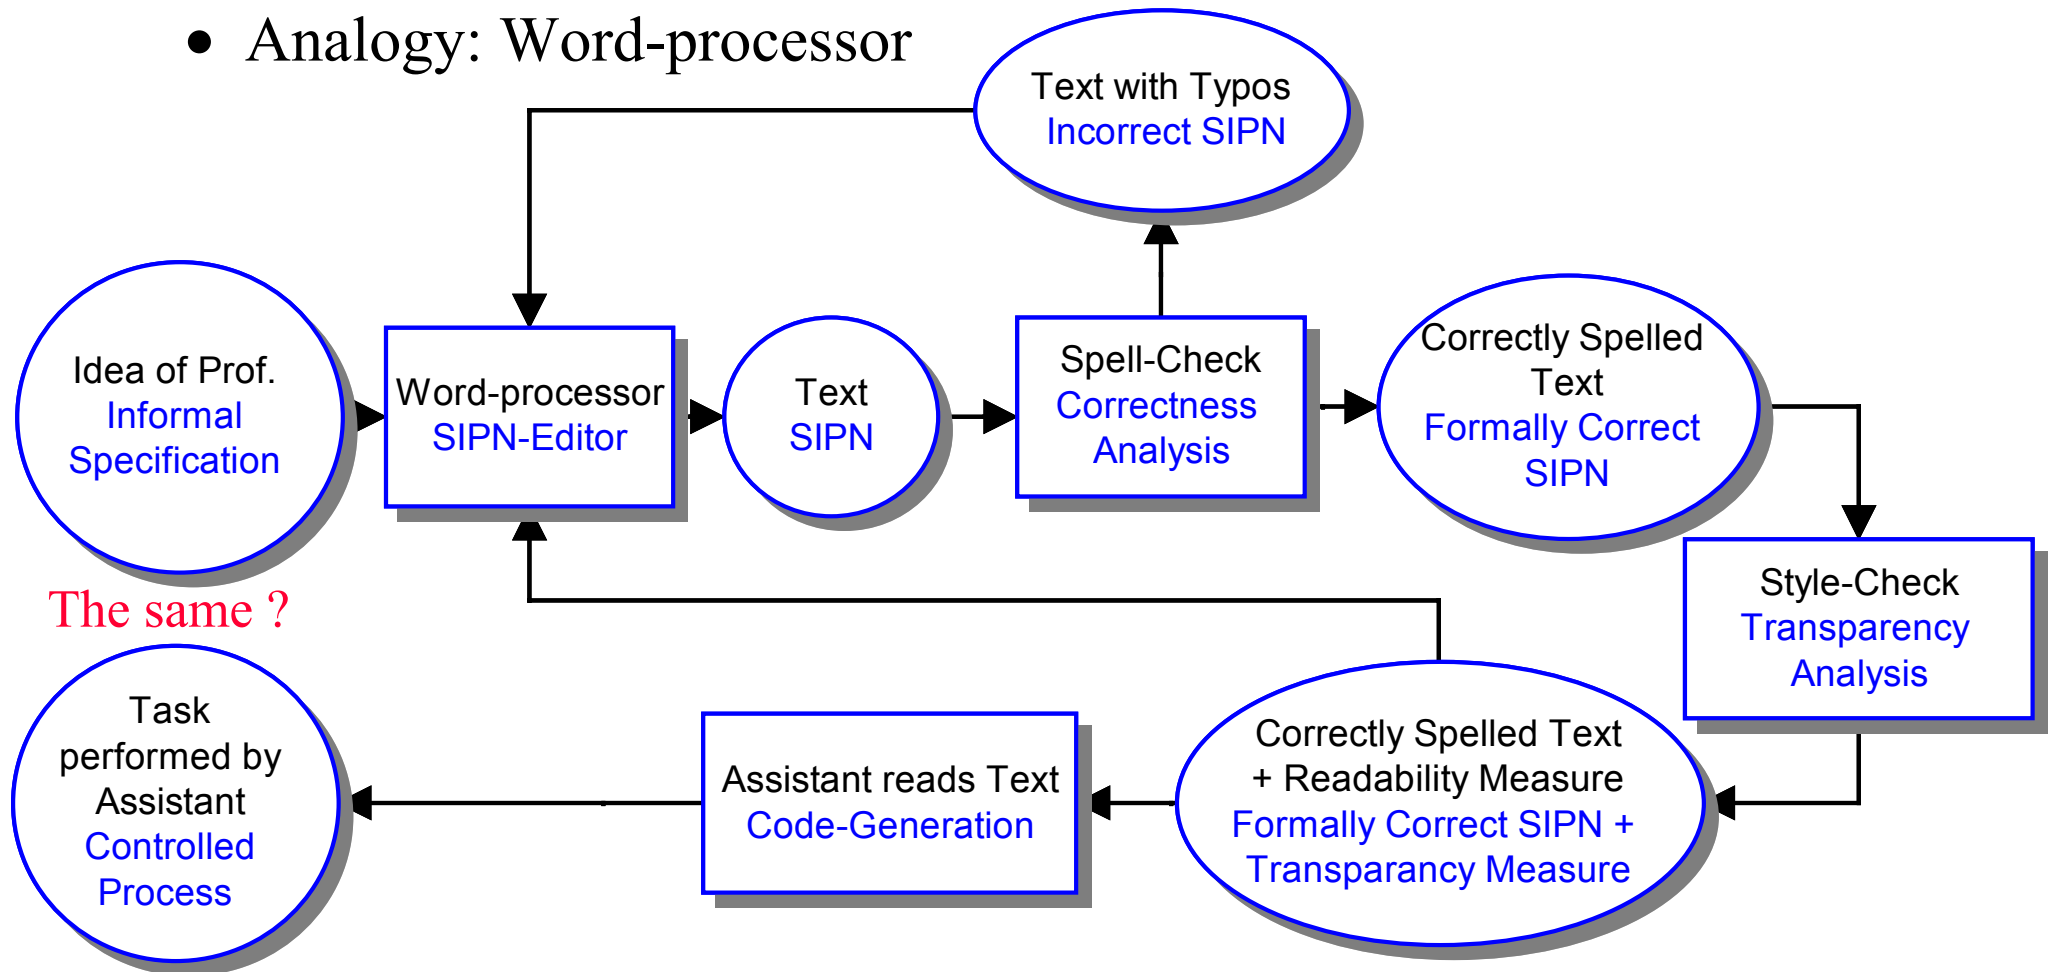 • Analogy: Word-processor
Text with Typos
Incorrect SIPN
Idea of Prof.
Informal
Specification
Word-processor
SIPN-Editor
Text
SIPN
Spell-Check
Correctness
Analysis
Correctly Spelled
Text
Formally Correct
SIPN
Style-Check
Transparency
Analysis
The same ?
Correctly Spelled Text
+ Readability Measure
Formally Correct SIPN +
Transparancy Measure
Assistant reads Text
Code-Generation
Task
performed by
Assistant
Controlled
Process